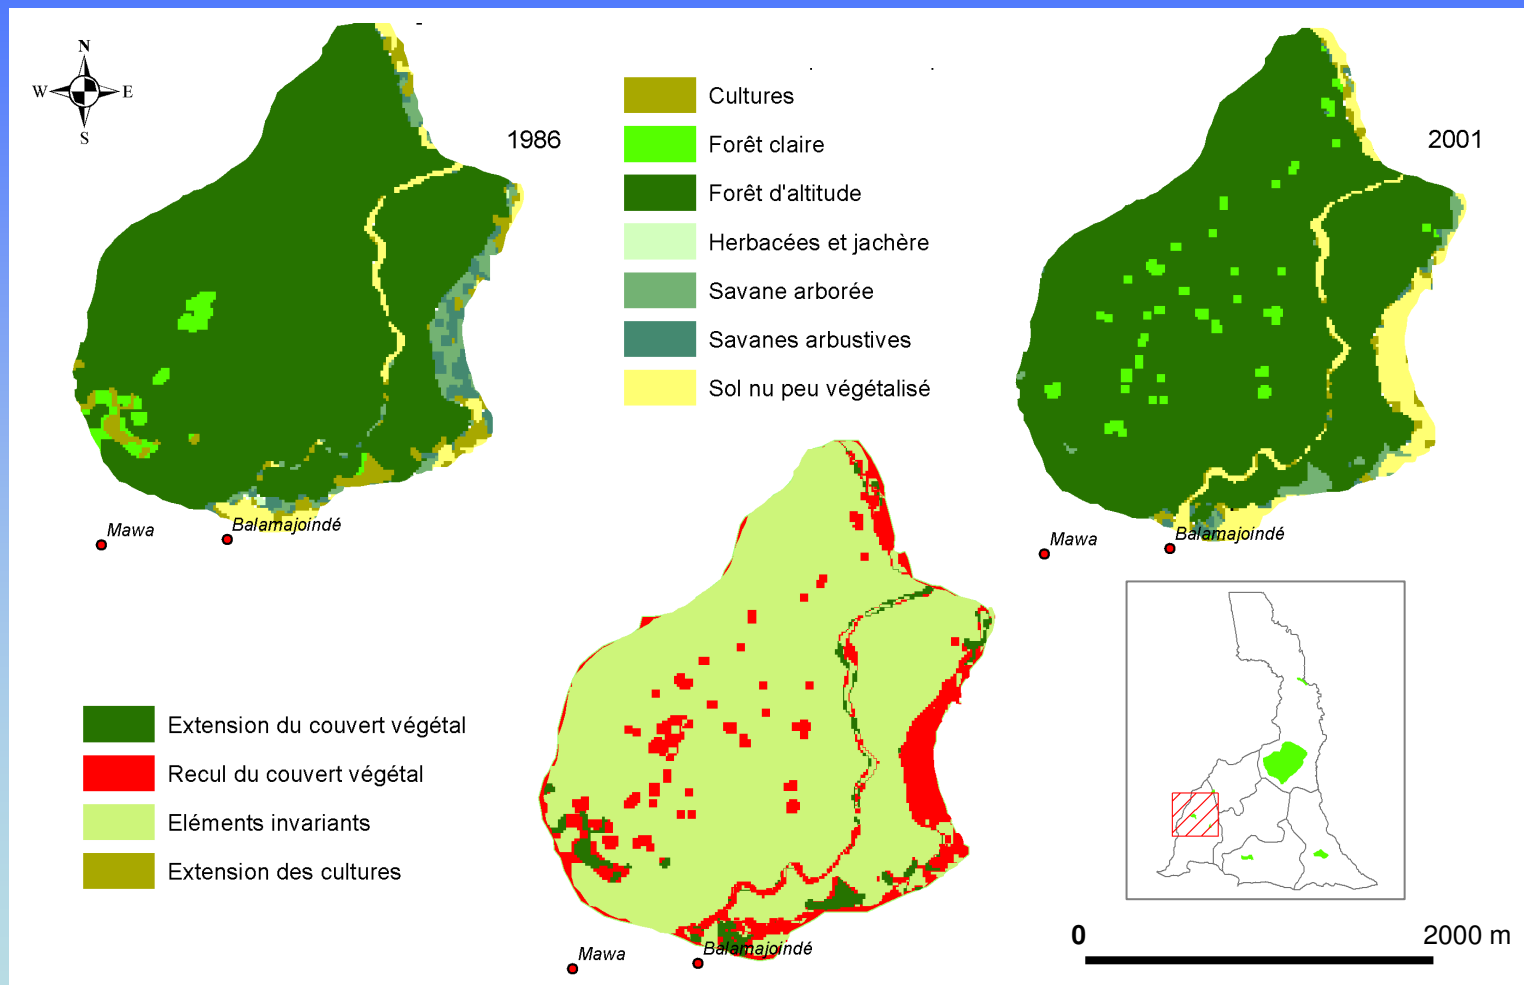 N
W E
S
1986
2001
Cultures
Forêt claire
Forêt d'altitude
Herbacées et jachère
Savane arborée
Savanes arbustives
Sol nu peu végétalisé
Mawa
Balamajoindé
Mawa
Balamajoindé
Extension du couvert végétal
Recul du couvert végétal
Eléments invariants
Extension des cultures
Mawa
Balamajoindé
0 2000 m